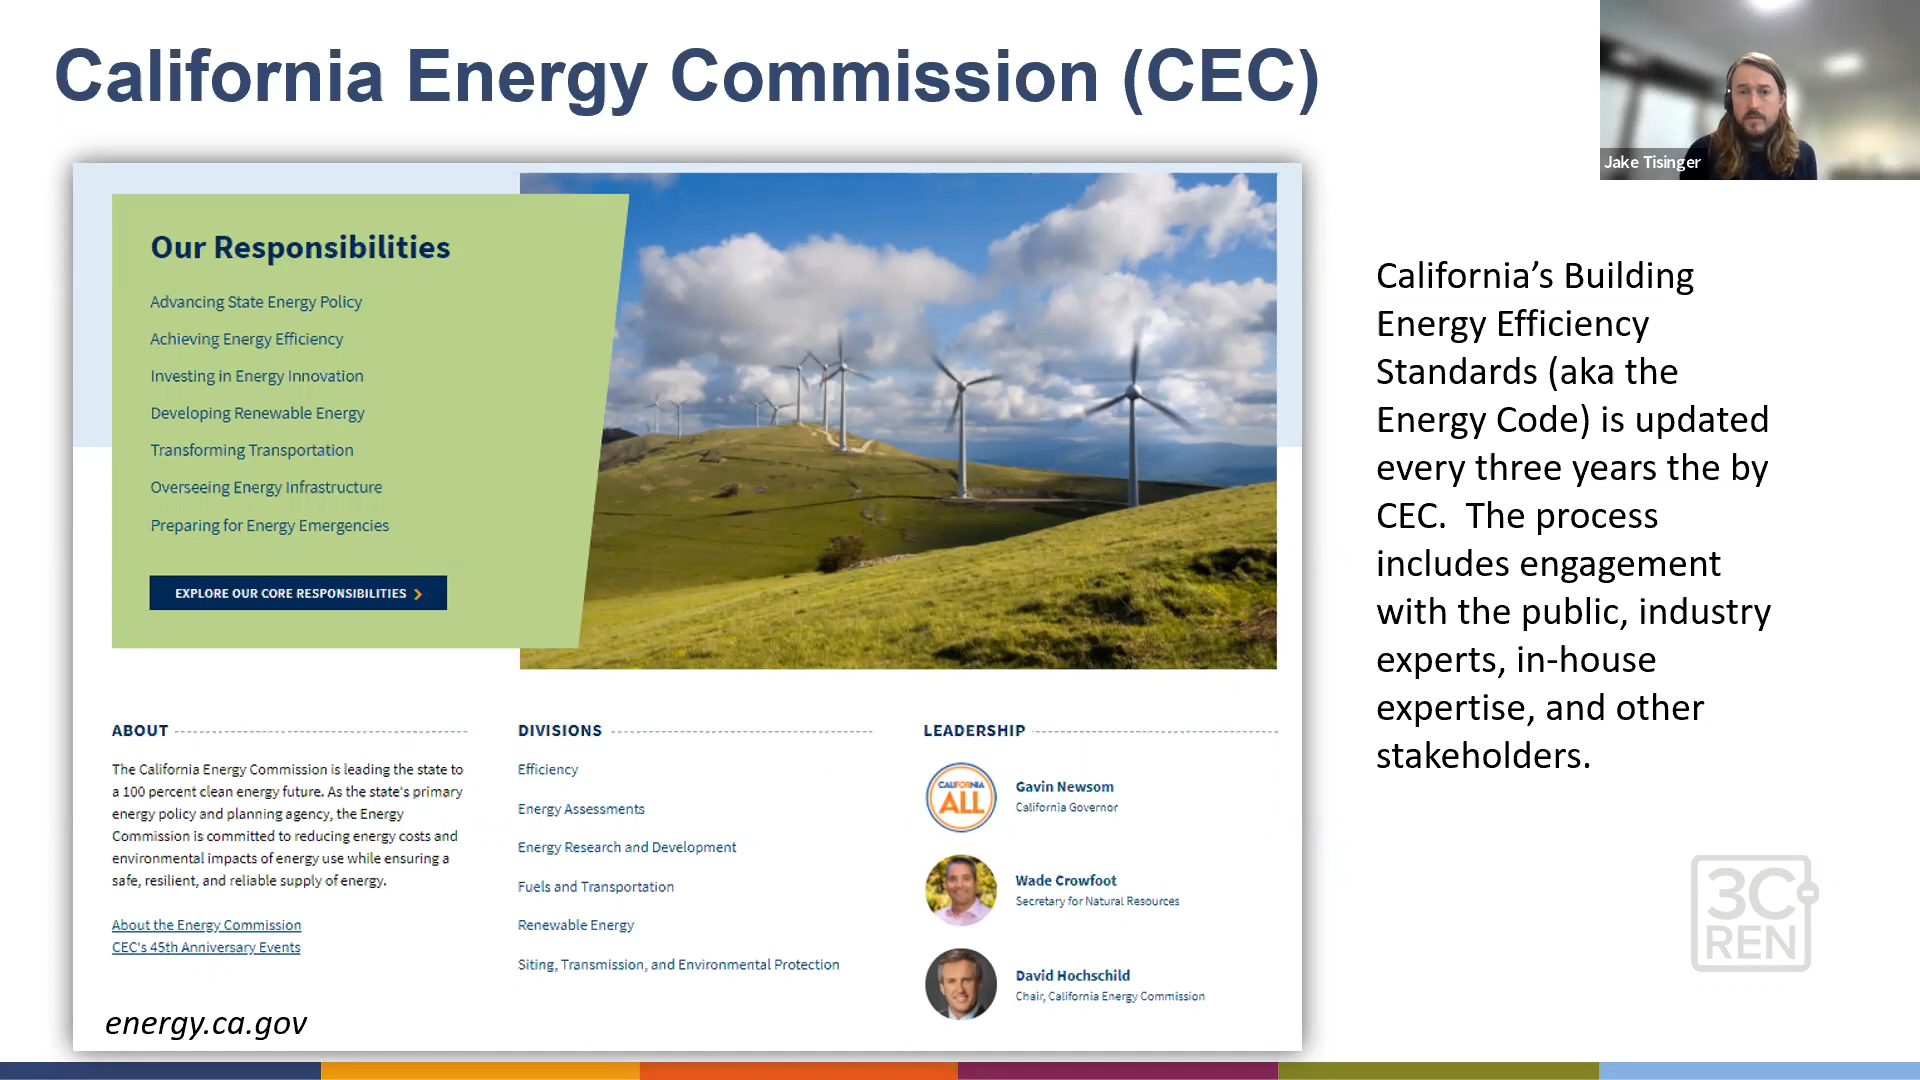 California Energy Commission (CEC)
Jake Tisinger
Our Responsibilities
Advancing State Energy Policy
Achieving Energy Efficiency
Investing in Energy Innovation
Developing Renewable Energy
Transforming Transportation
Overseeing Energy Infrastructure
Preparing for Energy Emergencies
EXPLORE OUR CORE RESPONSIBILITIES
California’s Building
Energy Efficiency
Standards (aka the
Energy Code) is updated
every three years the by
CEC.  The process
includes engagement
with the public, industry
experts, in-house
expertise, and other
stakeholders.
ABOUT
The California Energy Commission is leading the state to
a 100 percent clean energy future. As the state's primary
energy policy and planning agency, the Energy
Commission is committed to reducing energy costs and
environmental impacts of energy use while ensuring a
safe, resilient, and reliable supply of energy.
About the Energy Commission
CEC's 45th Anniversary Events
DIVISIONS
Efficiency
Energy Assessments
Energy Research and Development
Fuels and Transportation
Renewable Energy
Siting, Transmission, and Environmental Protection
LEADERSHIP
CALIFORNIA
ALL
Gavin Newsom
California Governor
Wade Crowfoot
Secretary for Natural Resources
David Hochschild
Chair, California Energy Commission
energy.ca.gov
3C
REN